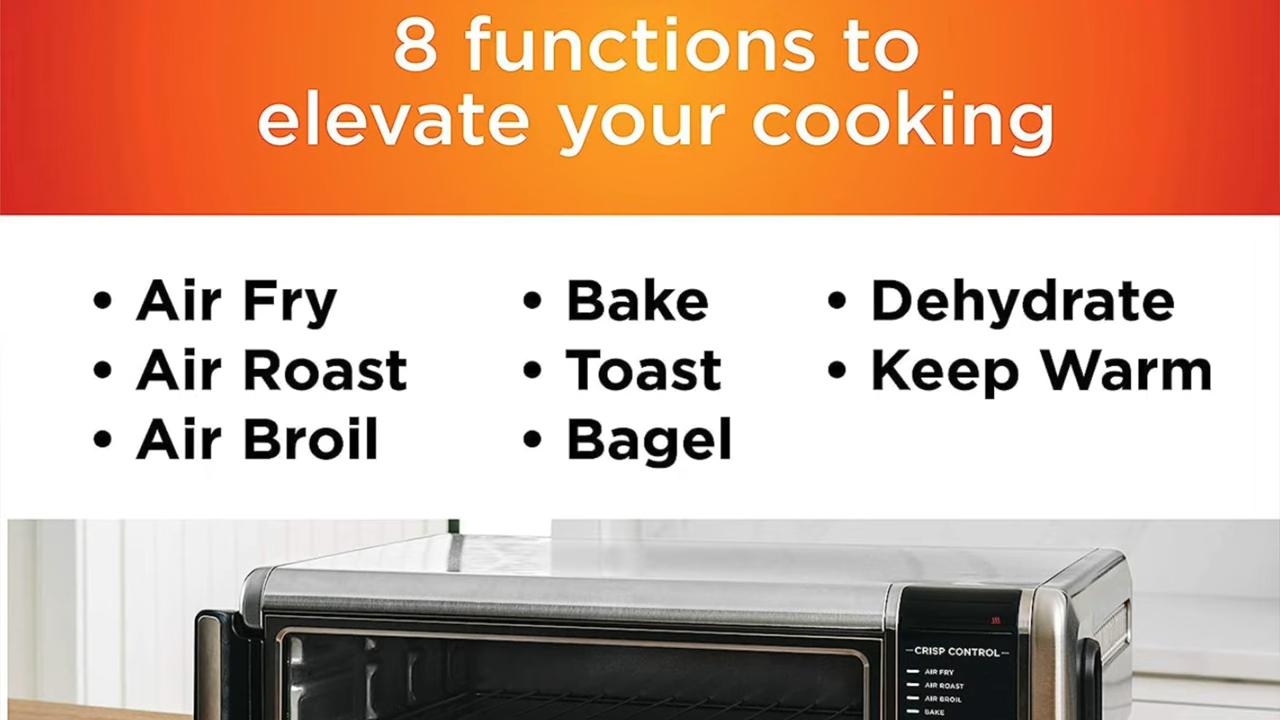 8 functions to
elevate your cooking
• Air Fry
• Air Roast
• Air Broil
• Bake
• Toast
• Bagel
• Dehydrate
• Keep Warm
CRISP CONTROL
AIR FRY
AIR ROAST
AIR BROIL
BAKE